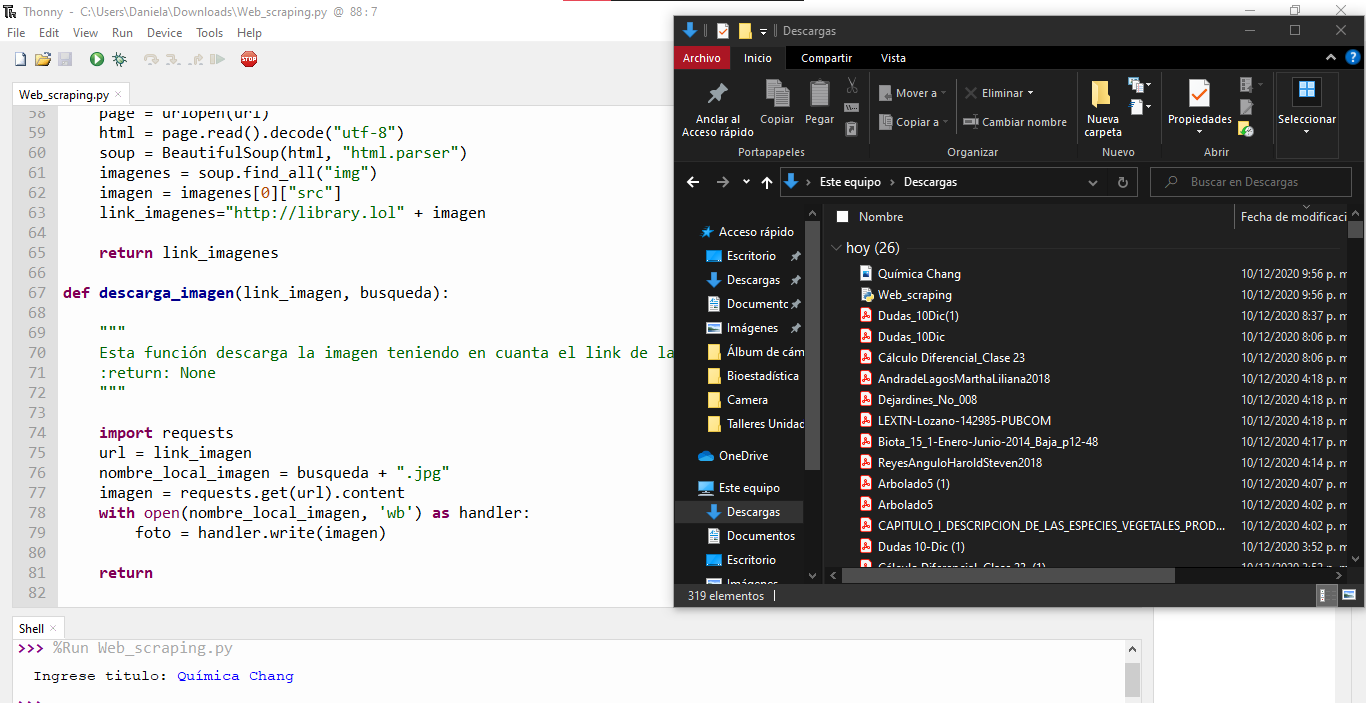 Thonny - C:\Users\Daniela\Downloads\Web_scraping.py @ 88:7
File Edit View Run Device Tools Help
STOP
Web_scraping.py
58 page = urlopen(url)
59 html = page.read().decode("utf-8")
60 soup = BeautifulSoup(html, "html.parser")
61 imagenes = soup.find_all("img")
62 imagen = imagenes[0]["src"]
63 link_imagenes="http://library.lol" + imagen
64
65 return link_imagenes
66
67 def descarga_imagen(link_imagen, busqueda):
68
69 """
70 Esta función descarga la imagen teniendo en cuanta el link de la
71 :return: None
72 """
73
74 import requests
75 url = link_imagen
76 nombre_local_imagen = busqueda + ".jpg"
77 imagen = requests.get(url).content
78 with open(nombre_local_imagen, 'wb') as handler:
79 foto = handler.write(imagen)
80
81 return
82
Shell
>>> %Run Web_scraping.py
Ingrese titulo: Química Chang
>>>
Descargas
Archivo Inicio Compartir Vista
Anclar al Acceso rápido
Copiar
Pegar
Portapapeles
Mover a
Copiar a
Eliminar
Cambiar nombre
Organizar
Nueva carpeta
Nuevo
Propiedades
Abrir
Seleccionar
Este equipo > Descargas
Buscar en Descargas
Acceso rápido
Escritorio
Descargas
Documentc
Imágenes
Álbum de cám
Bioestadística
Camera
Talleres Unidac
OneDrive
Este equipo
Descargas
Documentos
Escritorio
Imágenes
Nombre Fecha de modificaci
hoy (26)
Química Chang 10/12/2020 9:56 p. m
Web_scraping 10/12/2020 9:56 p. m
Dudas_10Dic(1) 10/12/2020 8:37 p. m
Dudas_10Dic 10/12/2020 8:06 p. m
Cálculo Diferencial_Clase 23 10/12/2020 8:06 p. m
AndradeLagosMarthaLiliana2018 10/12/2020 4:18 p. m
Dejardines_No_008 10/12/2020 4:18 p. m
LEXTN-Lozano-142985-PUBCOM 10/12/2020 4:18 p. m
Biota_15_1-Enero-Junio-2014_Baja_p12-48 10/12/2020 4:17 p. m
ReyesAnguloHaroldSteven2018 10/12/2020 4:14 p. m
Arbolado5 (1) 10/12/2020 4:07 p. m
Arbolado5 10/12/2020 4:02 p. m
CAPITULO_I_DESCRIPCION_DE_LAS_ESPECIES_VEGETALES_PROD... 10/12/2020 4:02 p. m
Dudas 10-Dic (1) 10/12/2020 3:52 p. m
Cálculo Diferencial_Clase 23 (1) 10/12/2020 3:52 p. m
319 elementos